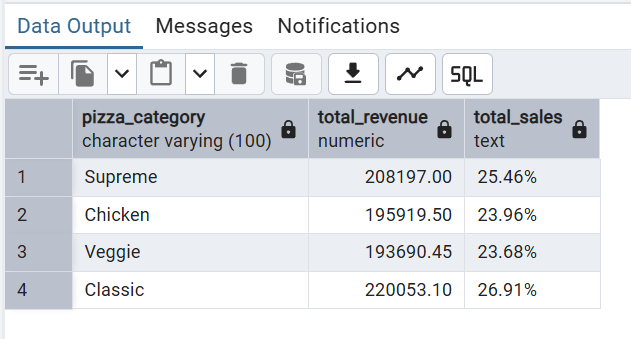 Data Output Messages Notifications
SQL
pizza_category total_revenue total_sales
character varying (100) numeric text
1 Supreme 208197.00 25.46%
2 Chicken 195919.50 23.96%
3 Veggie 193690.45 23.68%
4 Classic 220053.10 26.91%